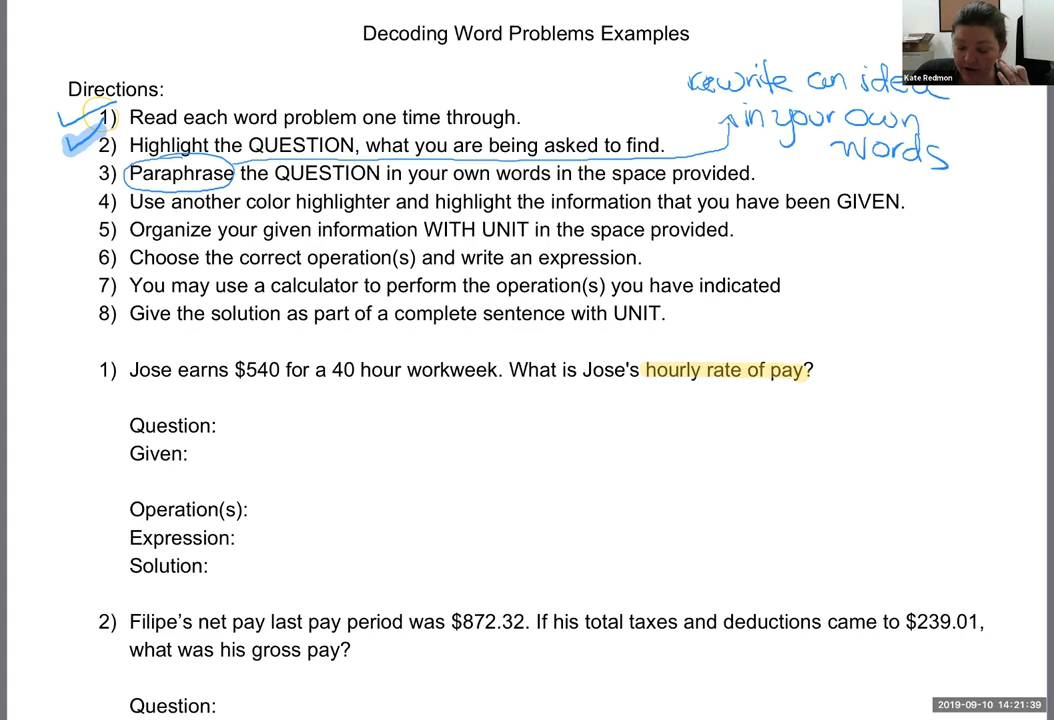 Decoding Word Problems Examples
Kate Redmon
Directions:
rewrite an idea
1) Read each word problem one time through.
in your own
2) Highlight the QUESTION, what you are being asked to find.
words
3) Paraphrase the QUESTION in your own words in the space provided.
4) Use another color highlighter and highlight the information that you have been GIVEN.
5) Organize your given information WITH UNIT in the space provided.
6) Choose the correct operation(s) and write an expression.
7) You may use a calculator to perform the operation(s) you have indicated
8) Give the solution as part of a complete sentence with UNIT.
1) Jose earns $540 for a 40 hour workweek. What is Jose's hourly rate of pay?
Question:
Given:
Operation(s):
Expression:
Solution:
2) Filipe’s net pay last pay period was $872.32. If his total taxes and deductions came to $239.01,
what was his gross pay?
Question:
2019-09-10 14:21:39